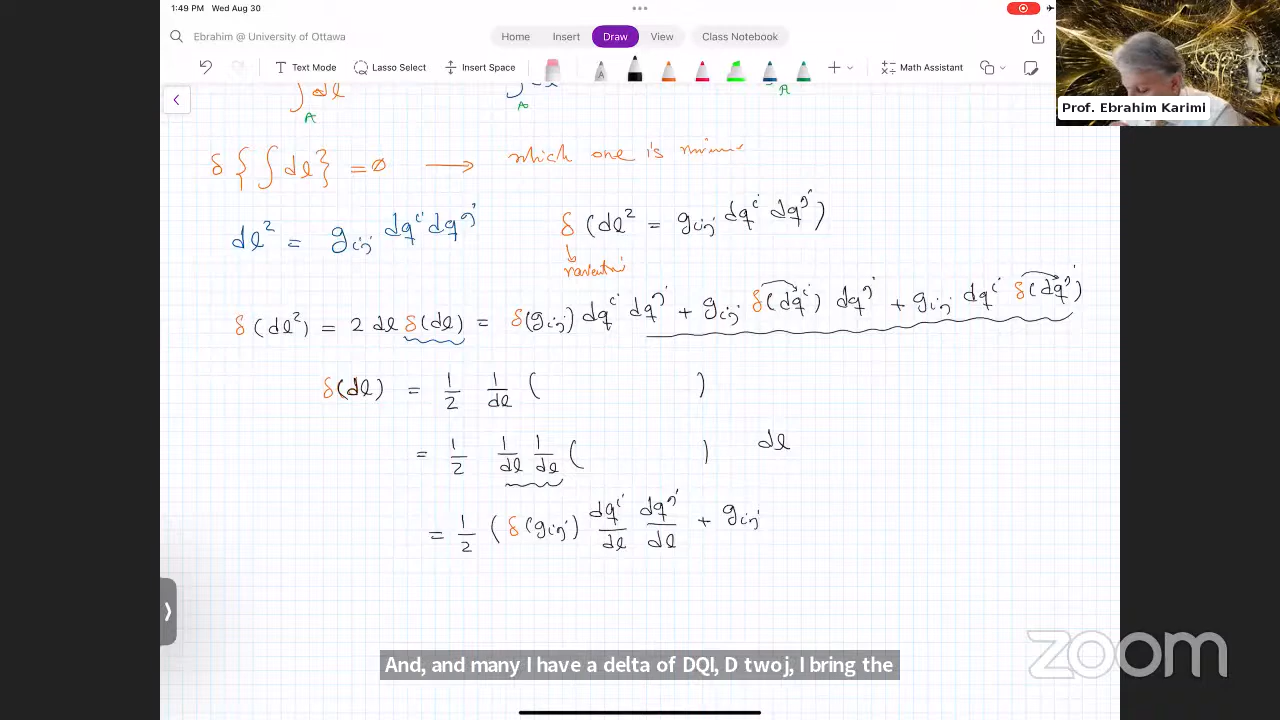 1:49 PM Wed Aug 30
Ebrahim @ University of Ottawa
Home Insert Draw View Class Notebook
Text Mode Lasso Select Insert Space Math Assistant
Prof. Ebrahim Karimi
∫ dl
A
A
R
δ { ∫ dl } = ∅ → which one is
dl² = g_ij dq^i dq^j δ (dl² = g_ij dq^i dq^j)
δ (dl²) = 2 dl δ(dl) = δ(g_ij) dq^i dq^j + g_ij δ(dq^i) dq^j + g_ij dq^i δ(dq^j)
δ(dl) = 1/2 1/dl ( )
= 1/2 1/dl 1/dl ( ) dl
= 1/2 ( δ(g_ij) dq^i/dl dq^j/dl + g_ij
And, and many I have a delta of DQI, D two j, I bring the
zoom